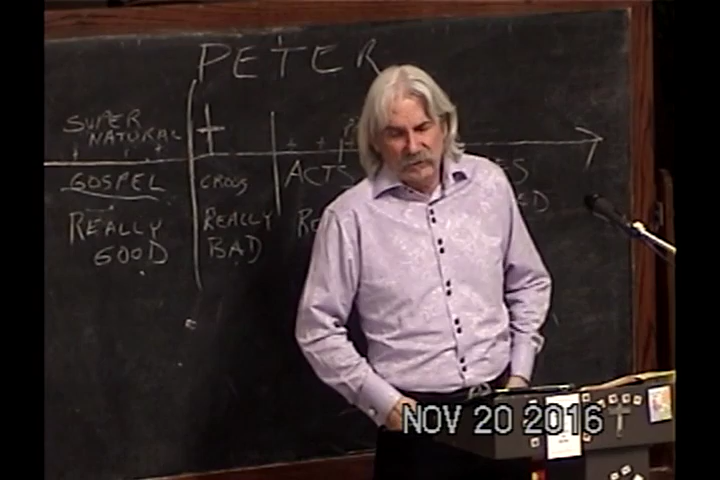 PETER
SUPER
NATURAL
GOSPEL CROSS ACTS
REALLY GOOD
REALLY BAD
NOV 20 2016